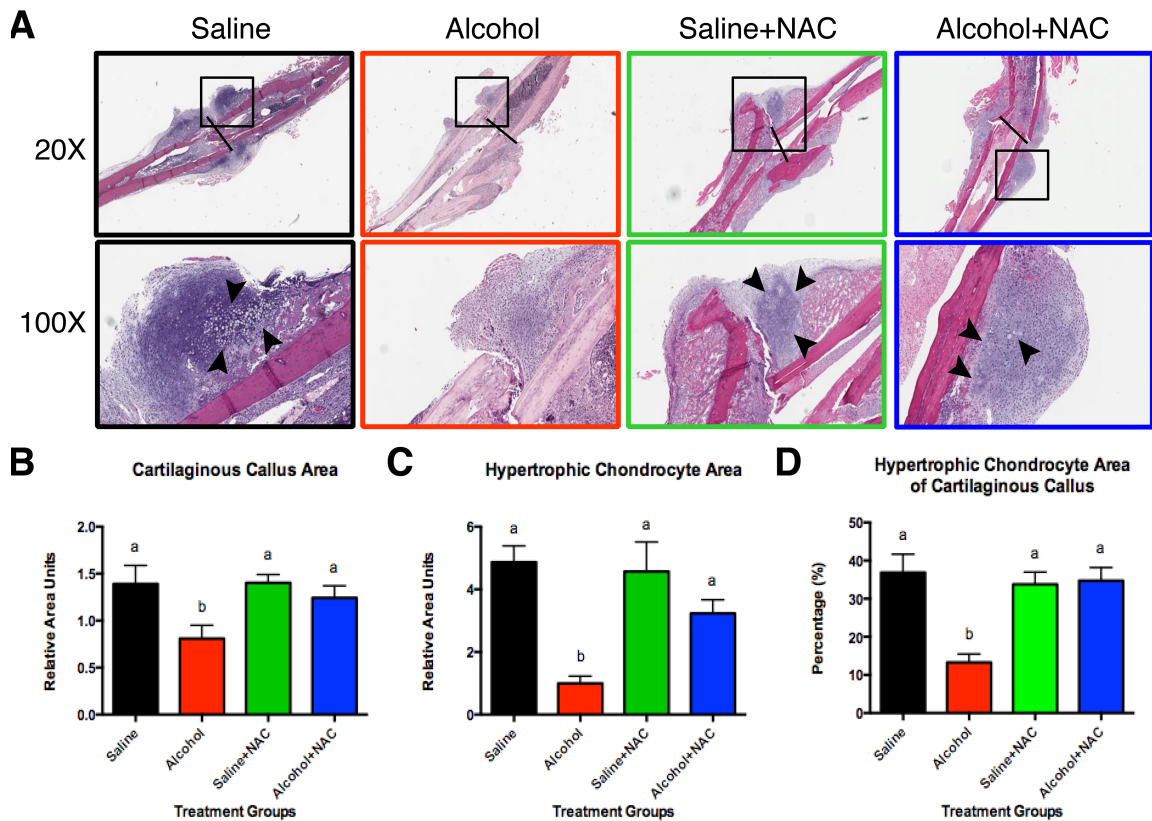 A
Saline
Alcohol
Saline+NAC
Alcohol+NAC
20X
100X
B
Cartilaginous Callus Area
Relative Area Units
2.0
1.5
1.0
0.5
0.0
a
b
a
a
Saline
Alcohol
Saline+NAC
Alcohol+NAC
Treatment Groups
C
Hypertrophic Chondrocyte Area
Relative Area Units
6
4
2
0
a
b
a
a
Saline
Alcohol
Saline+NAC
Alcohol+NAC
Treatment Groups
D
Hypertrophic Chondrocyte Area
of Cartilaginous Callus
Percentage (%)
50
40
30
20
10
0
a
b
a
a
Saline
Alcohol
Saline+NAC
Alcohol+NAC
Treatment Groups